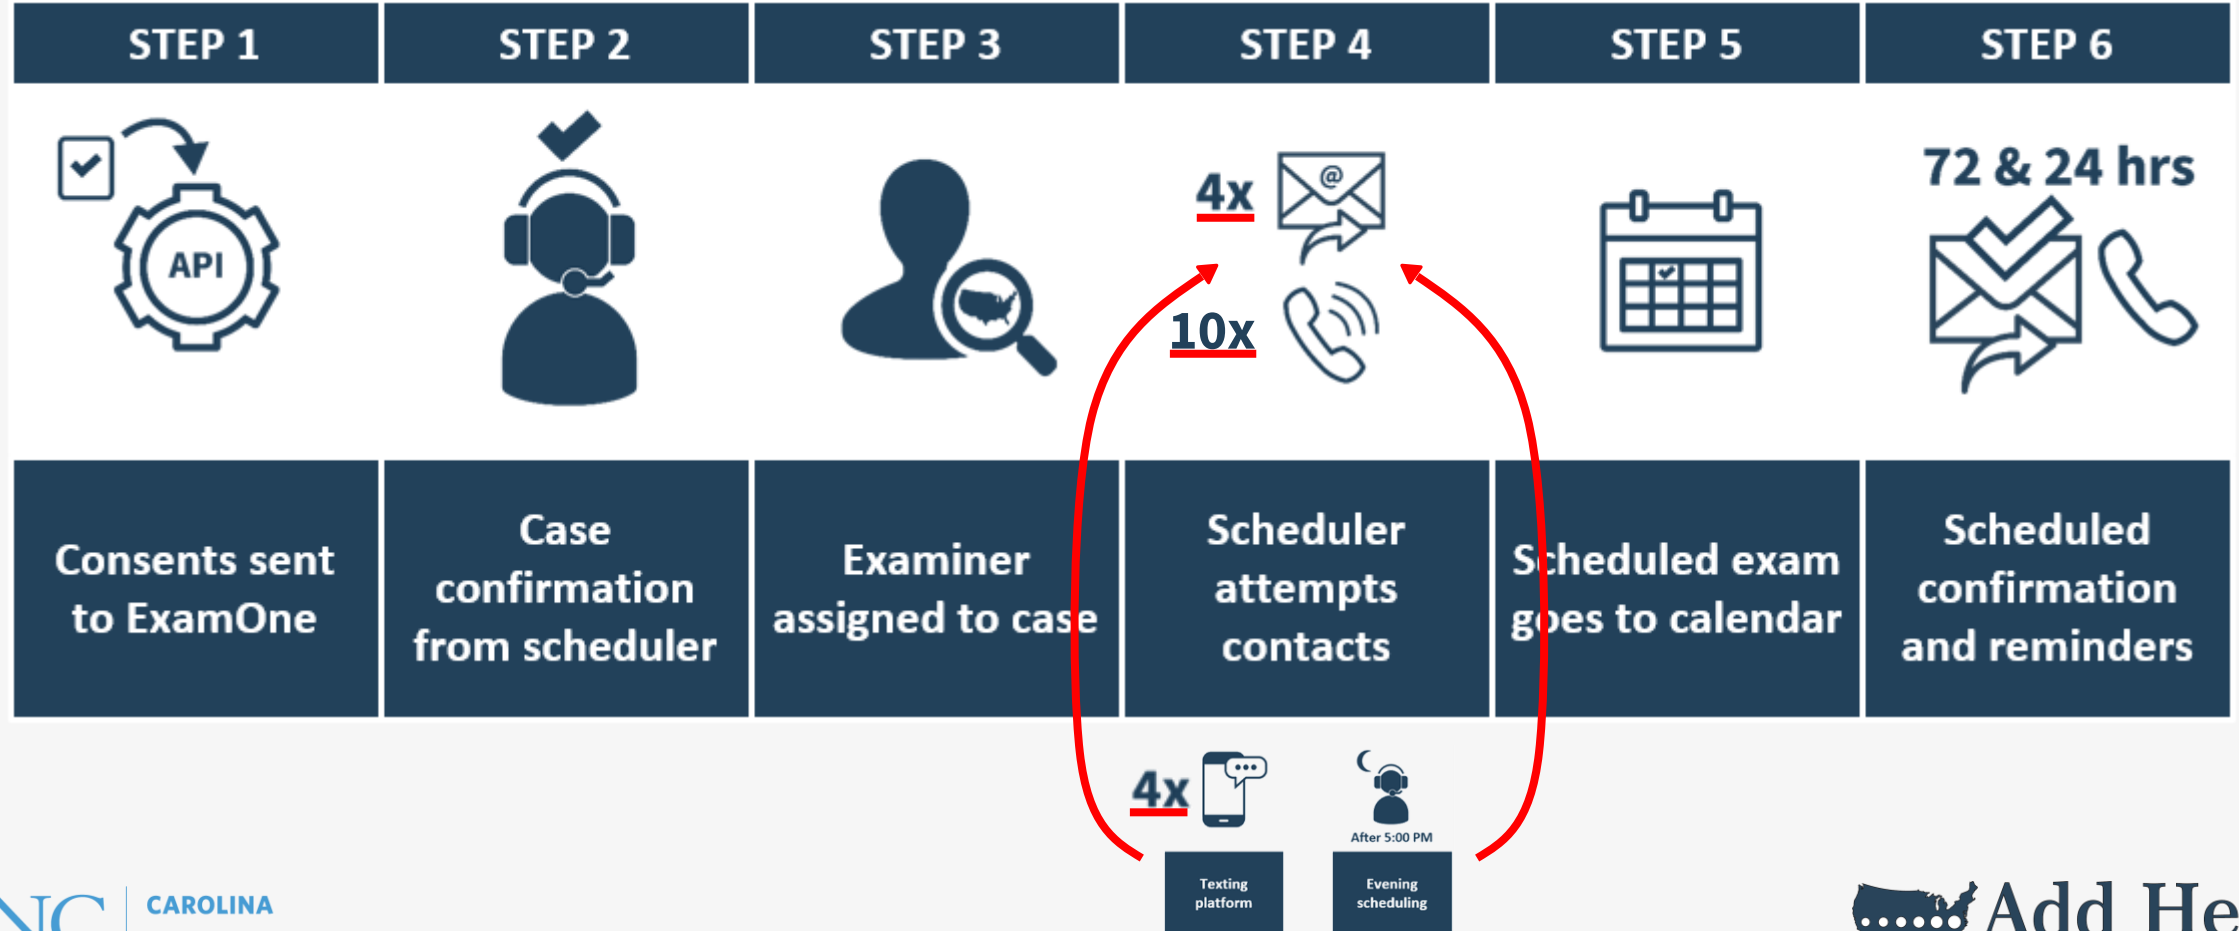 STEP 1
STEP 2
STEP 3
STEP 4
STEP 5
STEP 6
API
4x
@
10x
72 & 24 hrs
Consents sent
to ExamOne
Case
confirmation
from scheduler
Examiner
assigned to case
Scheduler
attempts
contacts
Scheduled exam
goes to calendar
Scheduled
confirmation
and reminders
4x
After 5:00 PM
Texting
platform
Evening
scheduling
NC
CAROLINA
Add He